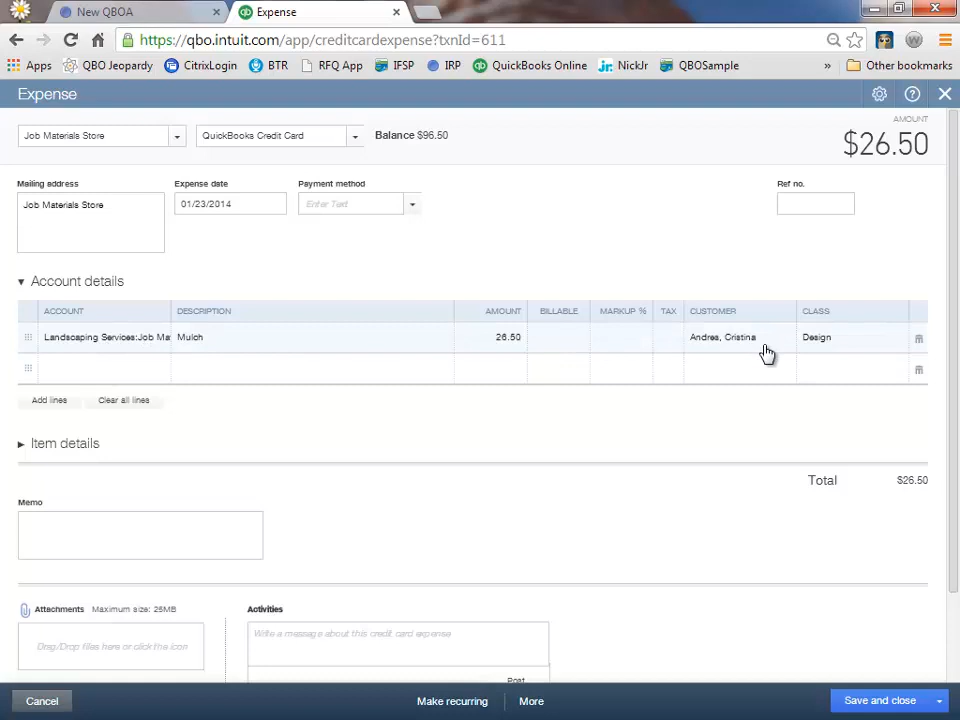 New QBOA
Expense
https://qbo.intuit.com/app/creditcardexpense?txnId=611
Apps QBO Jeopardy CitrixLogin BTR RFQ App IFSP IRP QuickBooks Online NickJr QBOSample » Other bookmarks
Expense
AMOUNT
Job Materials Store QuickBooks Credit Card Balance $96.50
$26.50
Mailing address Expense date Payment method Ref no.
Job Materials Store 01/23/2014 Enter Text
Account details
ACCOUNT DESCRIPTION AMOUNT BILLABLE MARKUP % TAX CUSTOMER CLASS
Landscaping Services:Job Ma Mulch 26.50 Andres, Cristina Design
Add lines Clear all lines
Item details
Total $26.50
Memo
Attachments Maximum size: 25MB Activities
Drag/Drop files here or click the icon Write a message about this credit card expense
Post
Cancel Make recurring More Save and close